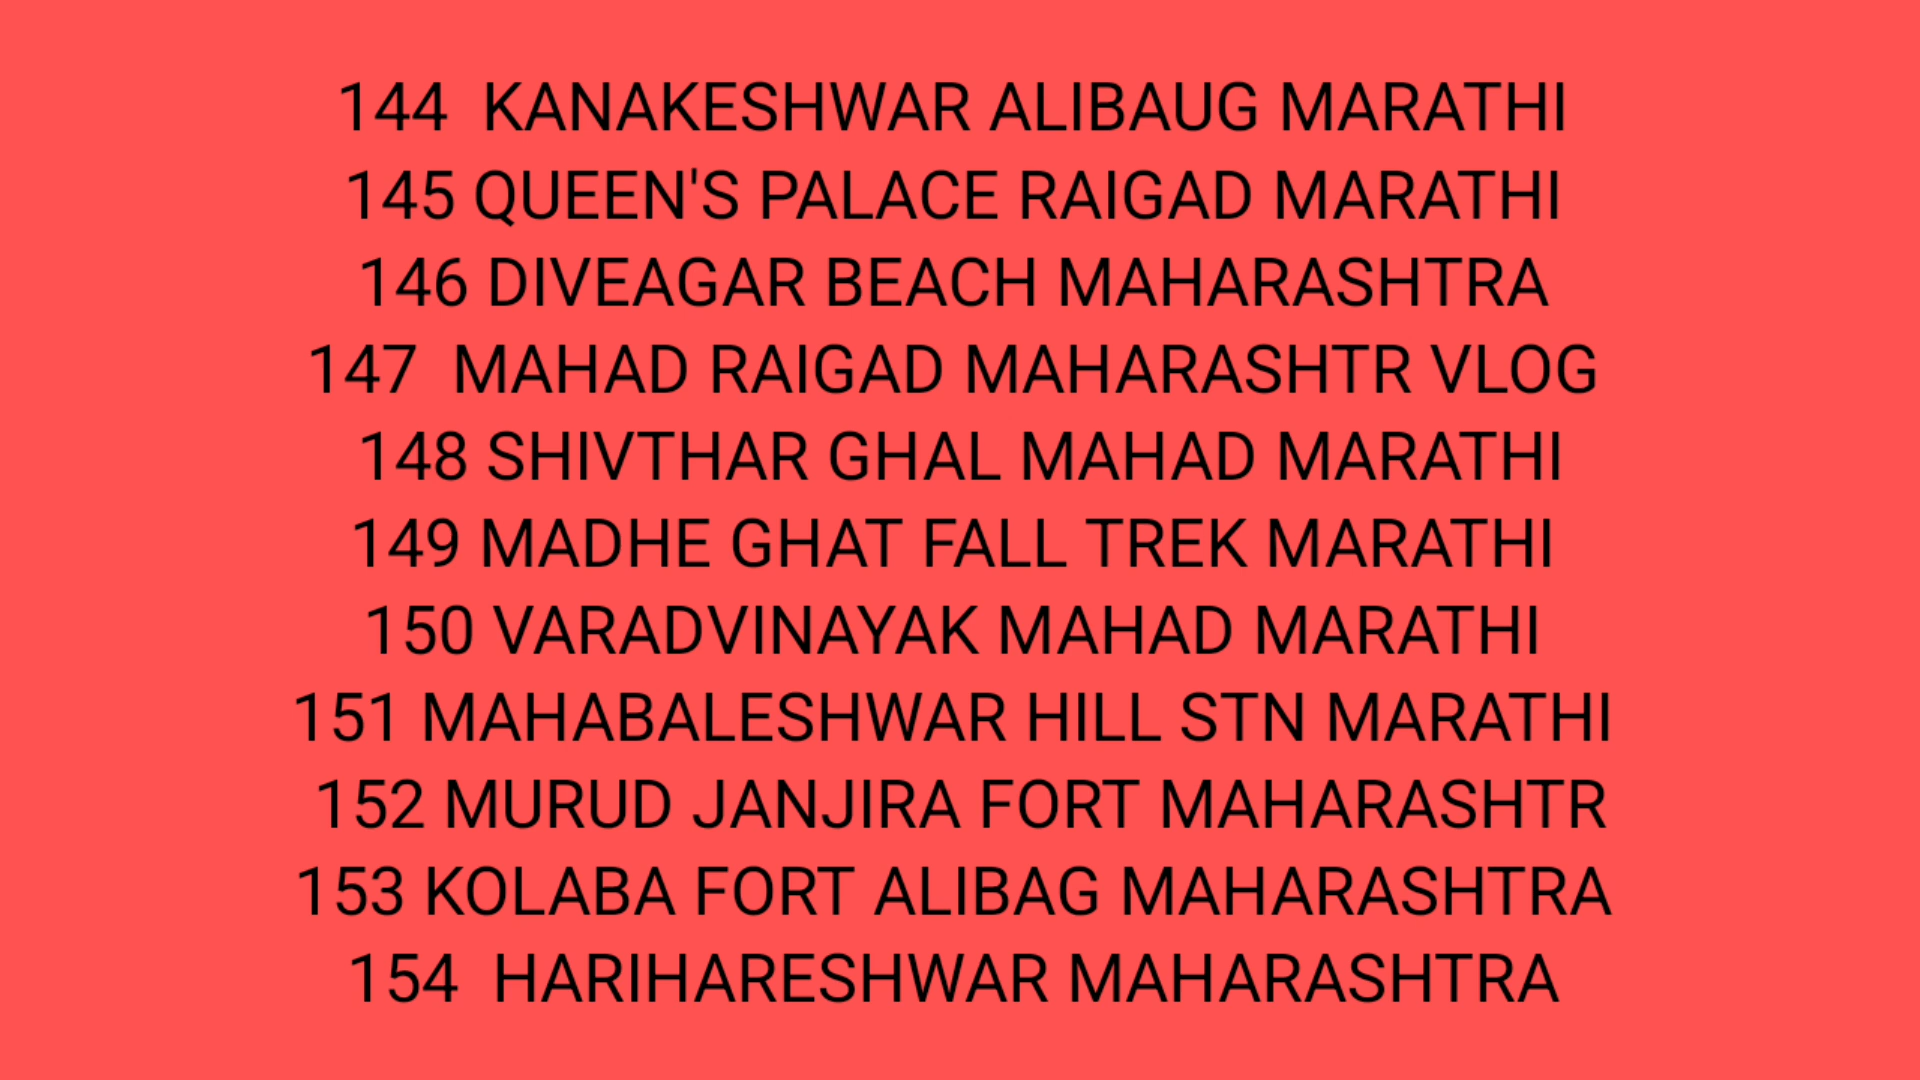 144  KANAKESHWAR ALIBAUG MARATHI
145 QUEEN'S PALACE RAIGAD MARATHI
146 DIVEAGAR BEACH MAHARASHTRA
147  MAHAD RAIGAD MAHARASHTR VLOG
148 SHIVTHAR GHAL MAHAD MARATHI
149 MADHE GHAT FALL TREK MARATHI
150 VARADVINAYAK MAHAD MARATHI
151 MAHABALESHWAR HILL STN MARATHI
152 MURUD JANJIRA FORT MAHARASHTR
153 KOLABA FORT ALIBAG MAHARASHTRA
154  HARIHARESHWAR MAHARASHTRA